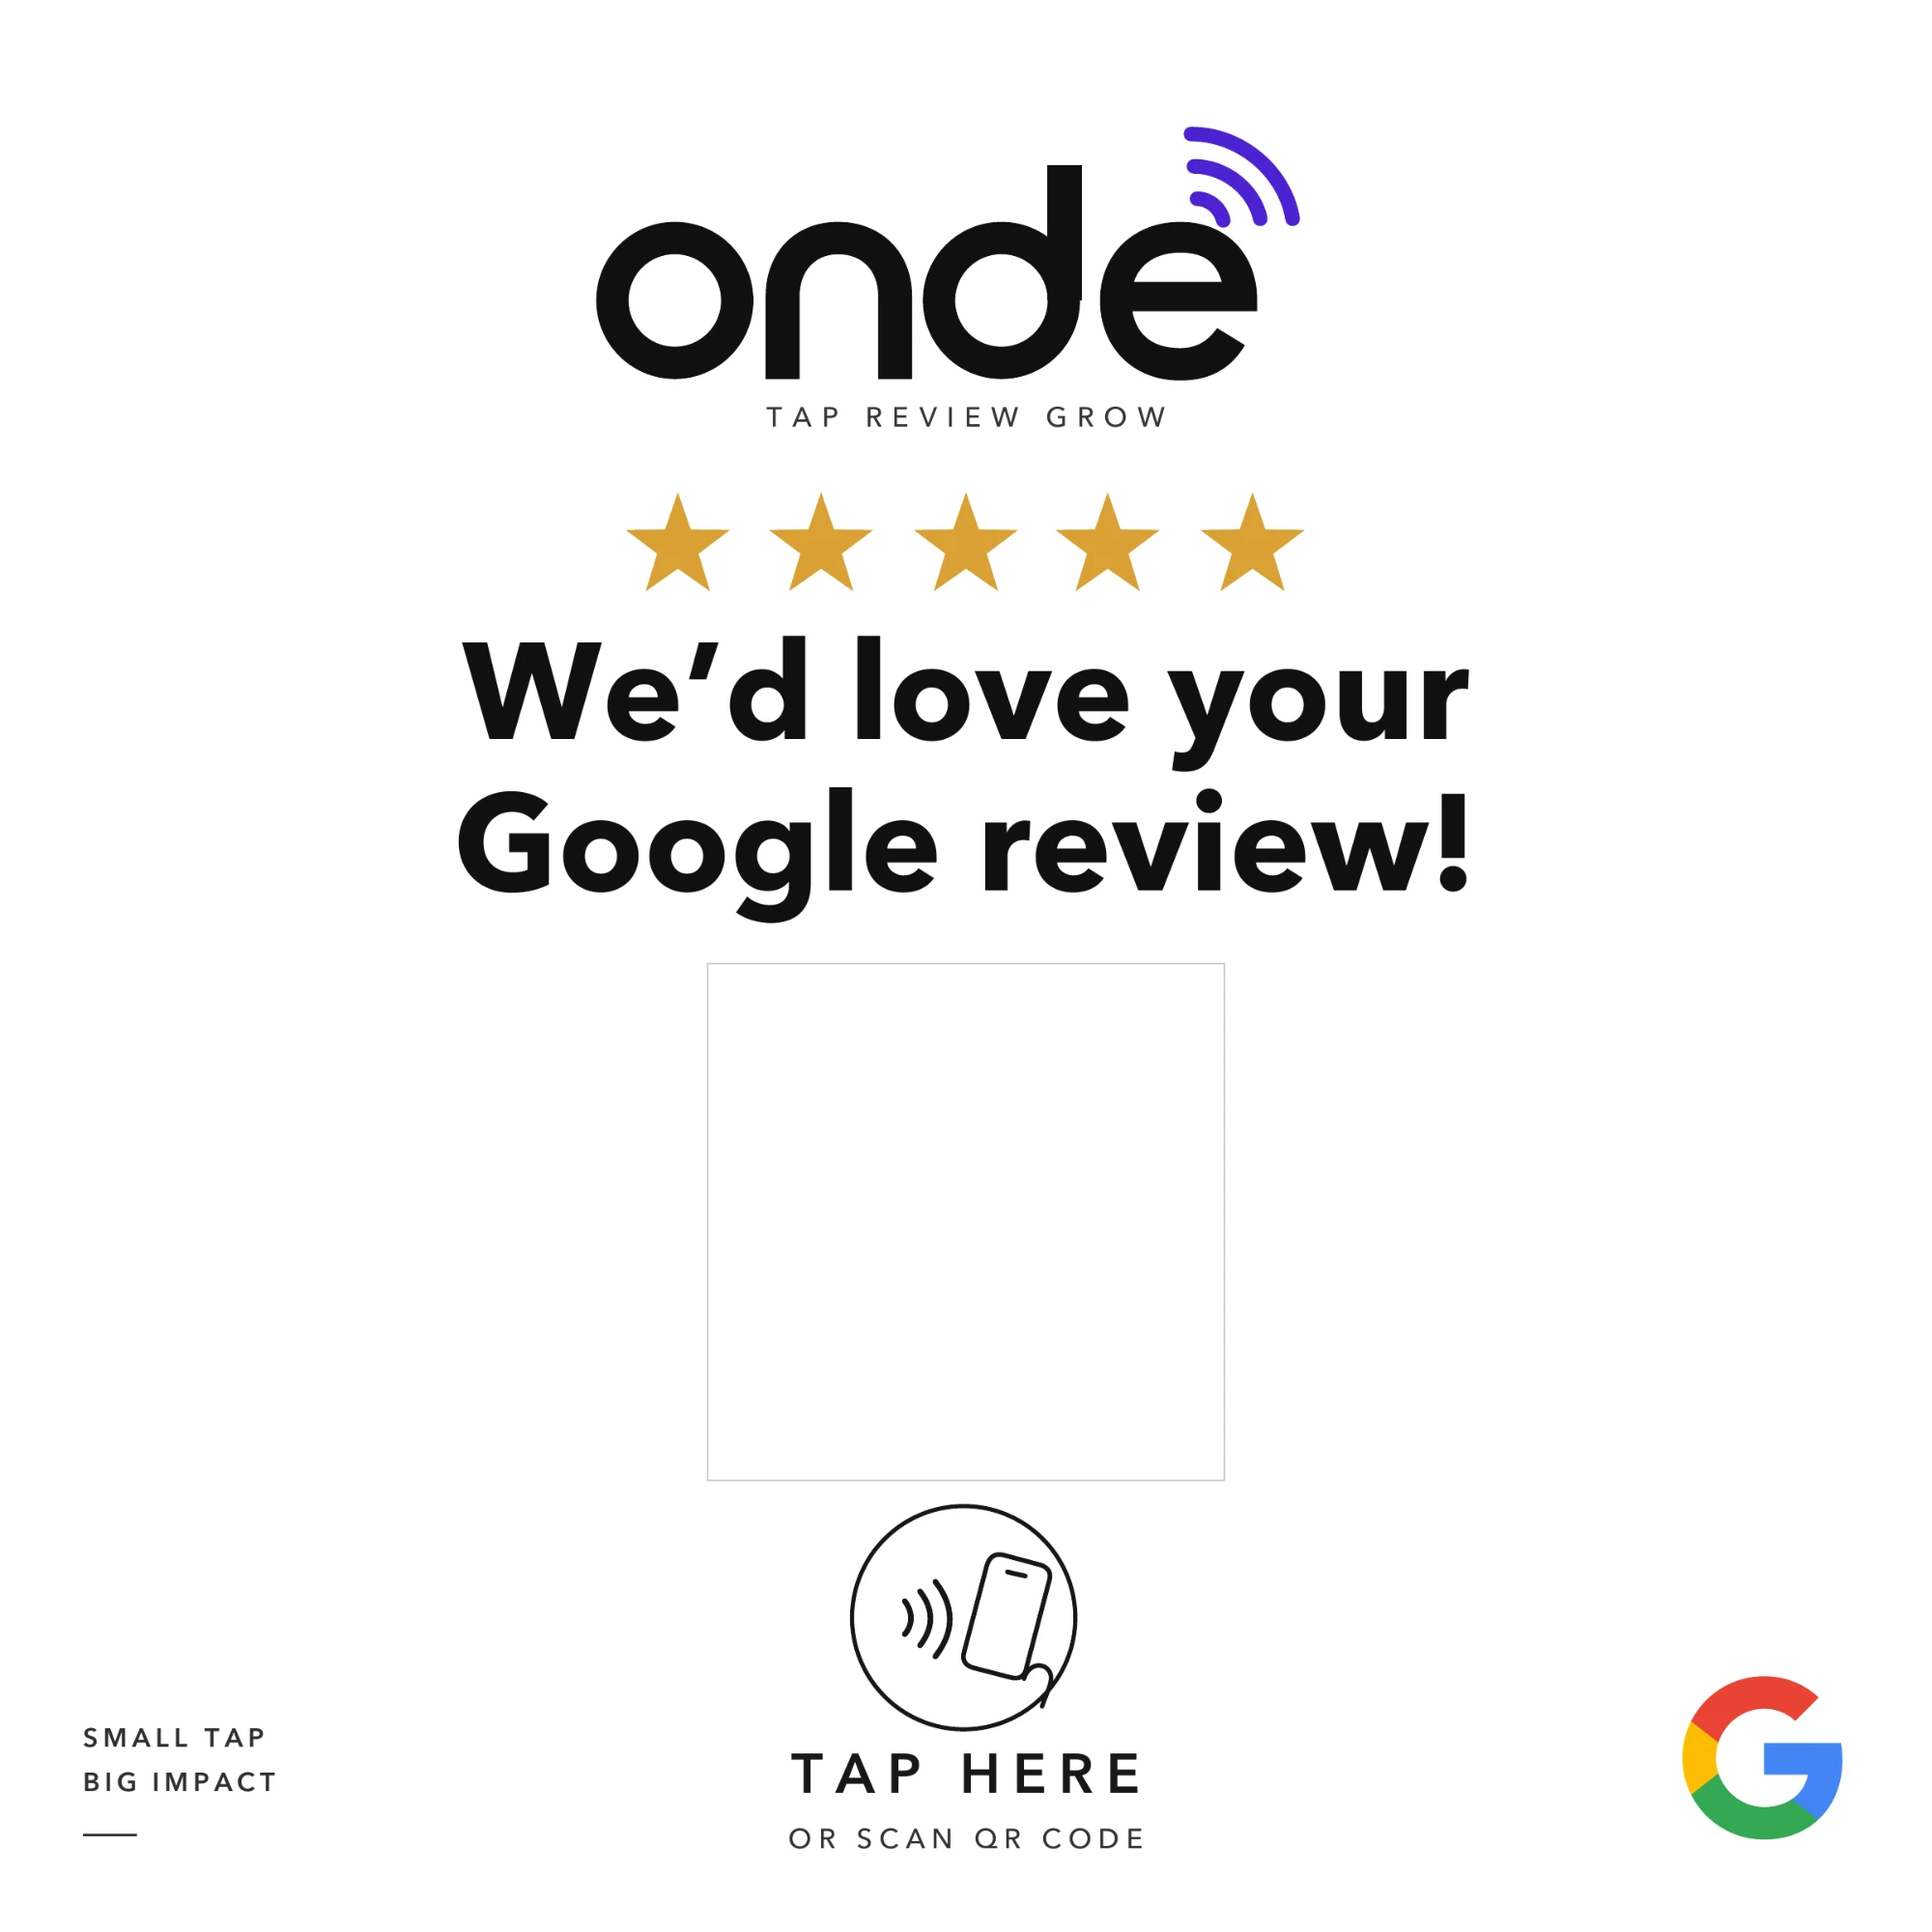 onde
TAP REVIEW GROW
We’d love your
Google review!
SMALL TAP
BIG IMPACT
TAP HERE
OR SCAN QR CODE
G